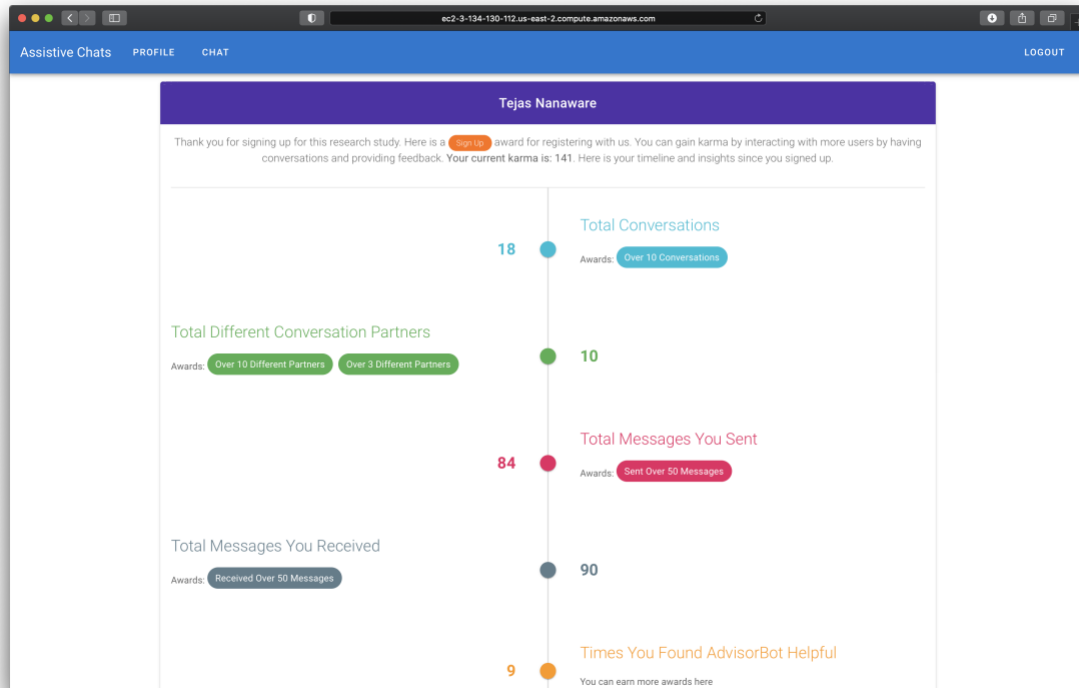 ec2-3-134-130-112.us-east-2.compute.amazonaws.com
Assistive Chats PROFILE CHAT LOGOUT
Tejas Nanaware
Thank you for signing up for this research study. Here is a Sign Up award for registering with us. You can gain karma by interacting with more users by having
conversations and providing feedback. Your current karma is: 141. Here is your timeline and insights since you signed up.
Total Conversations
18
Awards: Over 10 Conversations
Total Different Conversation Partners
10
Awards: Over 10 Different Partners Over 3 Different Partners
Total Messages You Sent
84
Awards: Sent Over 50 Messages
Total Messages You Received
90
Awards: Received Over 50 Messages
Times You Found AdvisorBot Helpful
9
You can earn more awards here